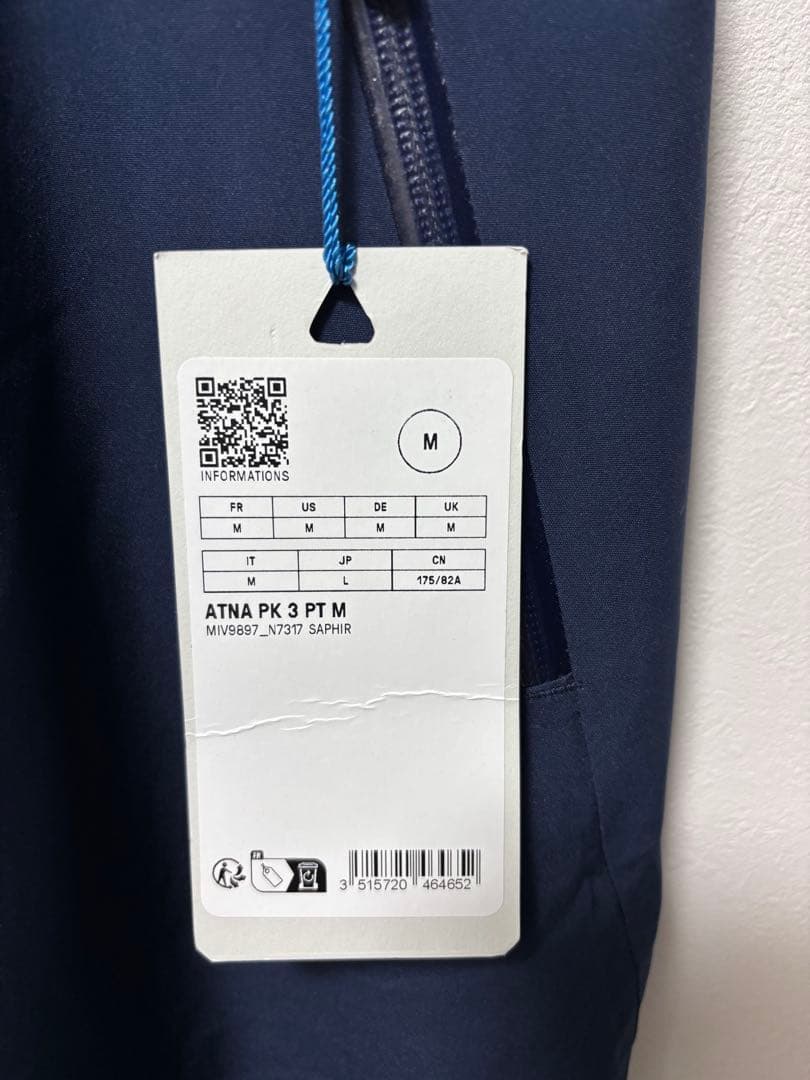 INFORMATIONS
M
FR US DE UK
M M M M
IT JP CN
M L 175/82A
ATNA PK 3 PT M
MIV9897_N7317 SAPHIR
FR
3 515720 464652